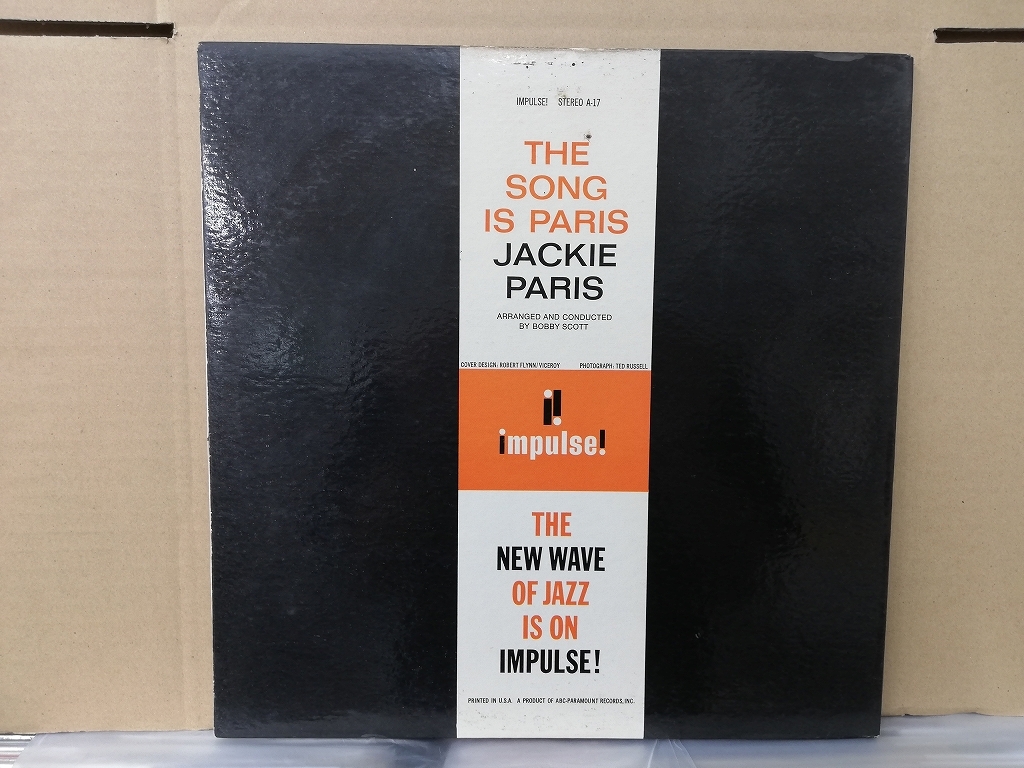 IMPULSE! STEREO A-17
THE
SONG
IS PARIS
JACKIE
PARIS
ARRANGED AND CONDUCTED
BY BOBBY SCOTT
COVER DESIGN: ROBERT FLYNN/VICEROY PHOTOGRAPH: TED RUSSELL
impulse!
THE
NEW WAVE
OF JAZZ
IS ON
IMPULSE!
PRINTED IN U.S.A. A PRODUCT OF ABC-PARAMOUNT RECORDS, INC.